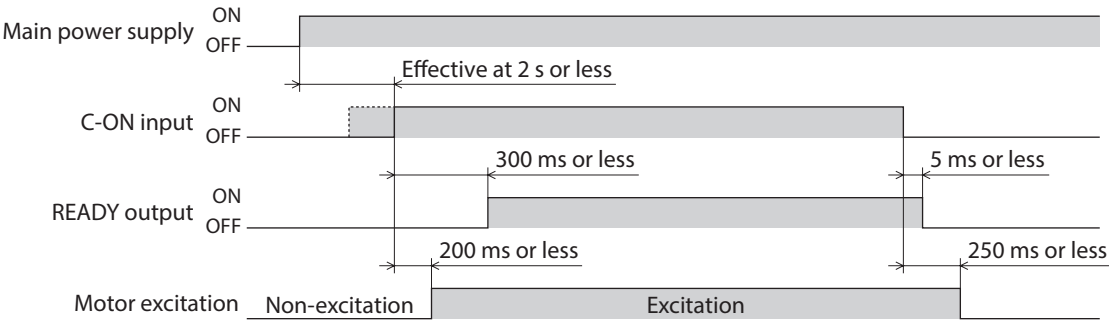 ON
Main power supply
OFF
Effective at 2 s or less
ON
C-ON input
OFF
300 ms or less
5 ms or less
ON
READY output
OFF
200 ms or less
250 ms or less
Motor excitation
Non-excitation
Excitation